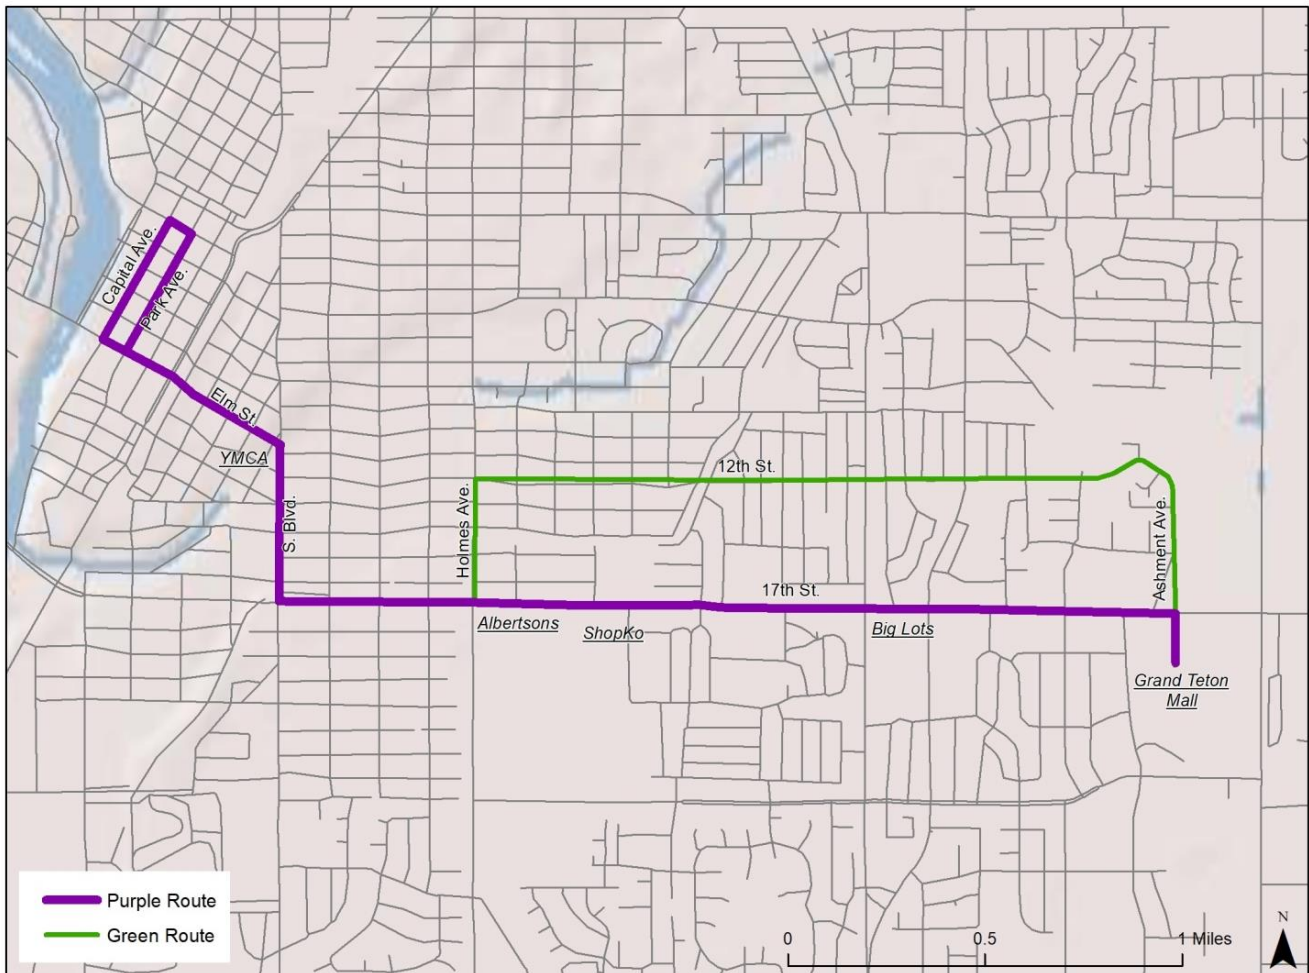 Capital Ave.
Park Ave.
Elm St.
YMCA
S. Blvd.
12th St.
Holmes Ave.
Ashment Ave.
17th St.
Albertsons
ShopKo
Big Lots
Grand Teton
Mall
Purple Route
Green Route
0 0.5 1 Miles
N